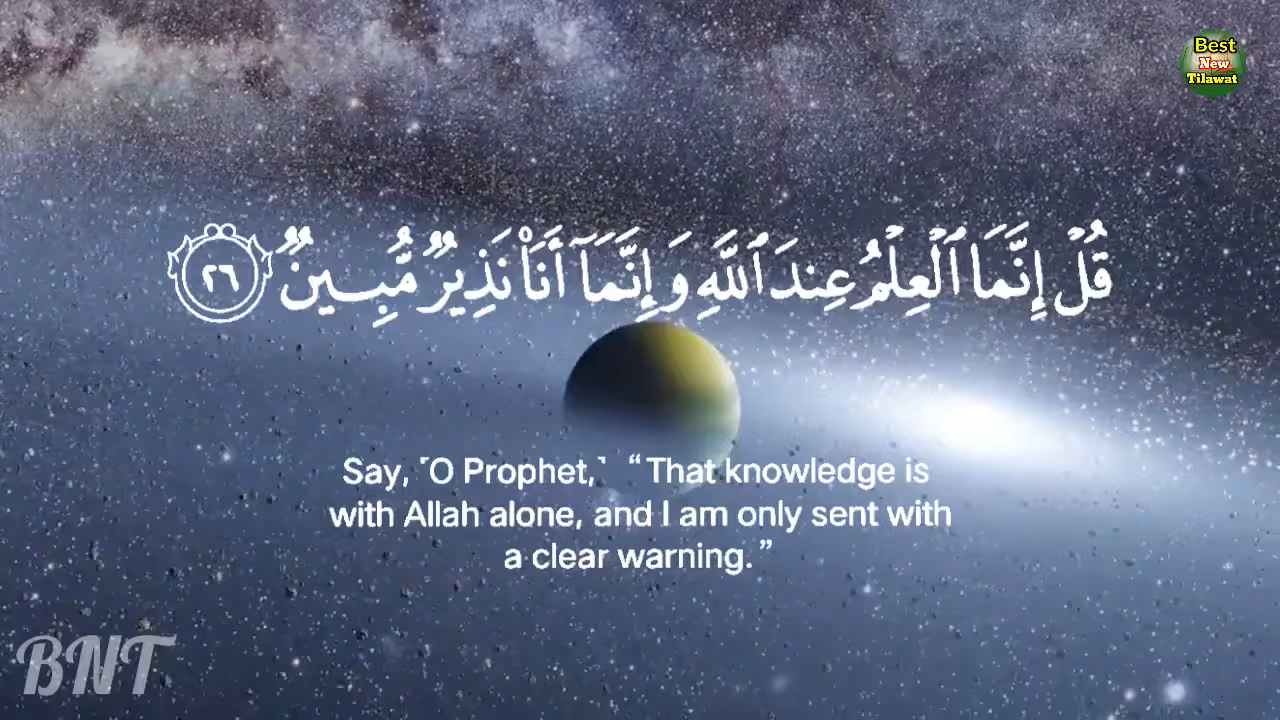 Best
New
Tilawat
قُلْ إِنَّمَا ٱلْعِلْمُ عِندَ ٱللَّهِ وَإِنَّمَآ أَنَا۠ نَذِيرٌ مُّبِينٌ ٢٦
Say, ˹O Prophet,˺ “That knowledge is
with Allah alone, and I am only sent with
a clear warning.”
BNT